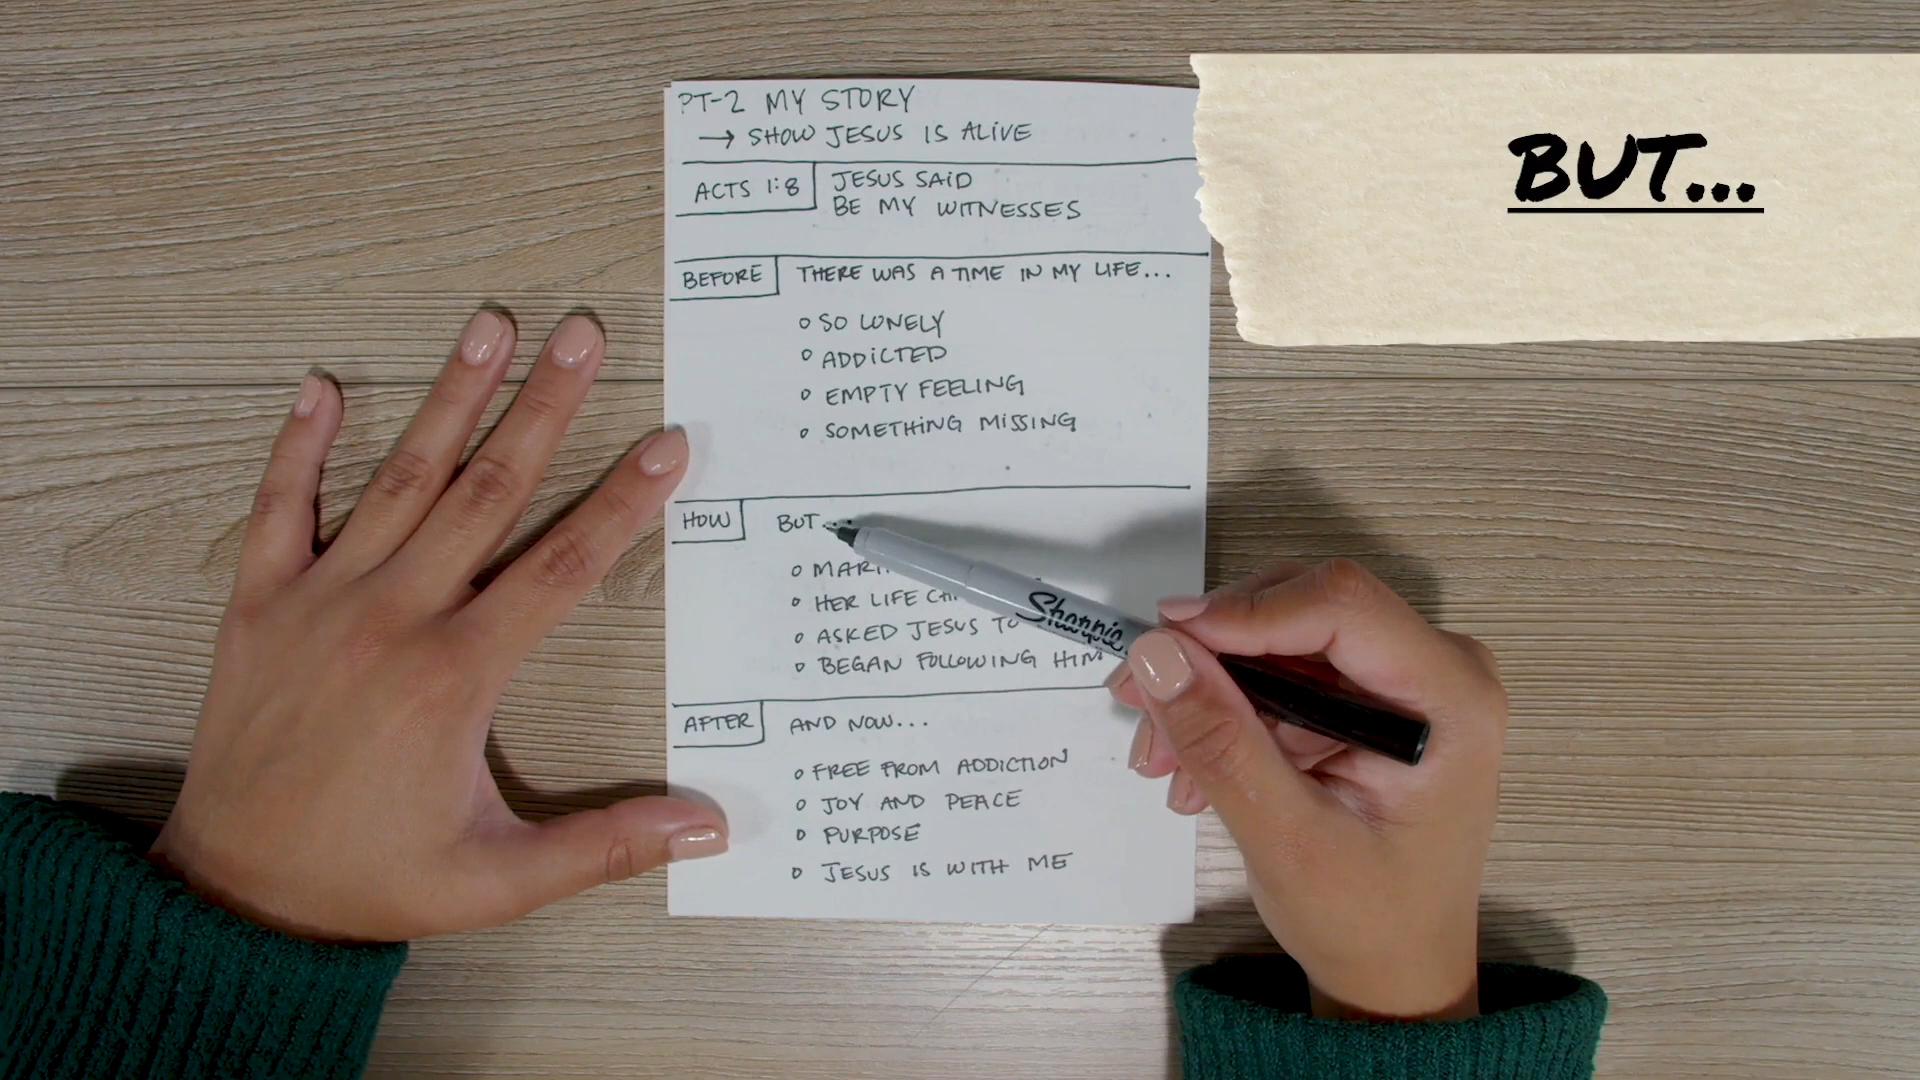 PT-2 MY STORY
→ SHOW JESUS IS ALIVE
ACTS 1:8
JESUS SAID
BE MY WITNESSES
BEFORE
THERE WAS A TIME IN MY LIFE...
○ SO LONELY
○ ADDICTED
○ EMPTY FEELING
○ SOMETHING MISSING
HOW
BUT...
○ HER LIFE
○ ASKED JESUS TO
○ BEGAN FOLLOWING HIM
AFTER
AND NOW...
○ FREE FROM ADDICTION
○ JOY AND PEACE
○ PURPOSE
○ JESUS IS WITH ME
Sharpie
BUT...